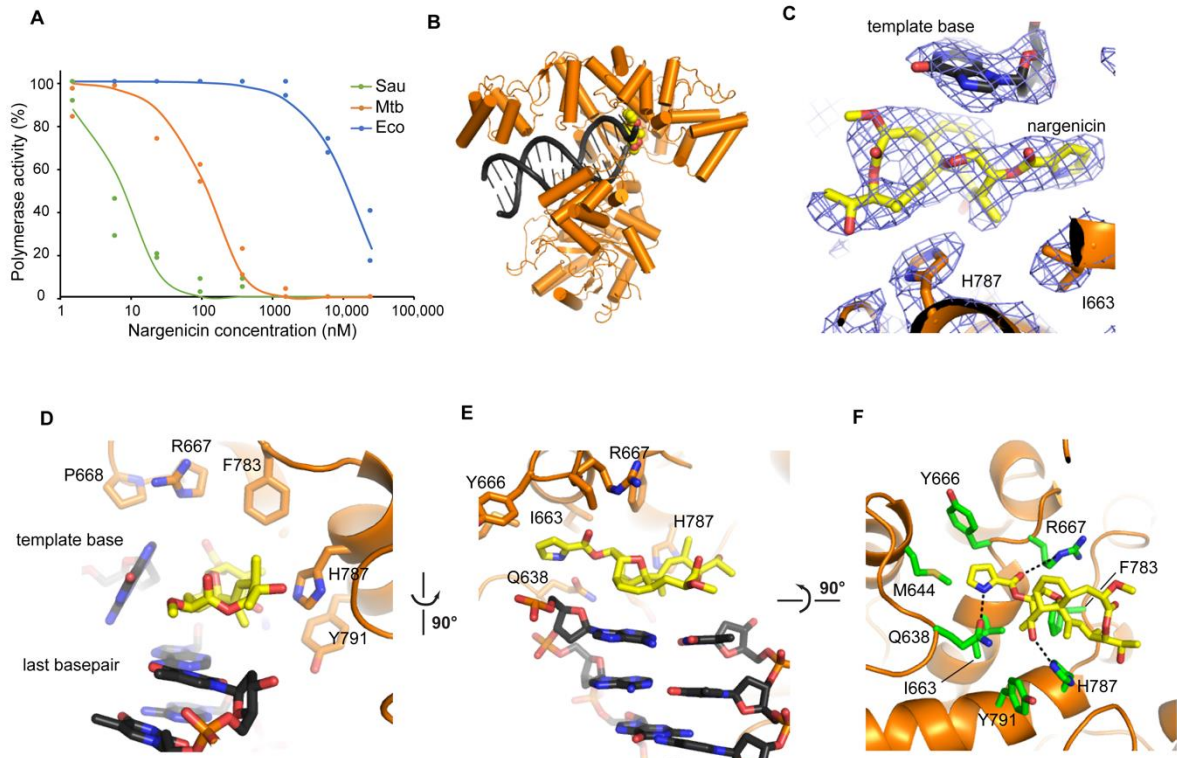 A
100
80
60
40
20
0
Polymerase activity (%)
Sau
Mtb
Eco
1
10
100
1000
10,000
100,000
Nargenicin concentration (nM)
B
C
template base
nargenicin
H787
I663
D
R667
P668
F783
template base
H787
Y791
last basepair
90°
E
R667
Y666
I663
H787
Q638
90°
F
Y666
R667
F783
M644
Q638
I663
H787
Y791